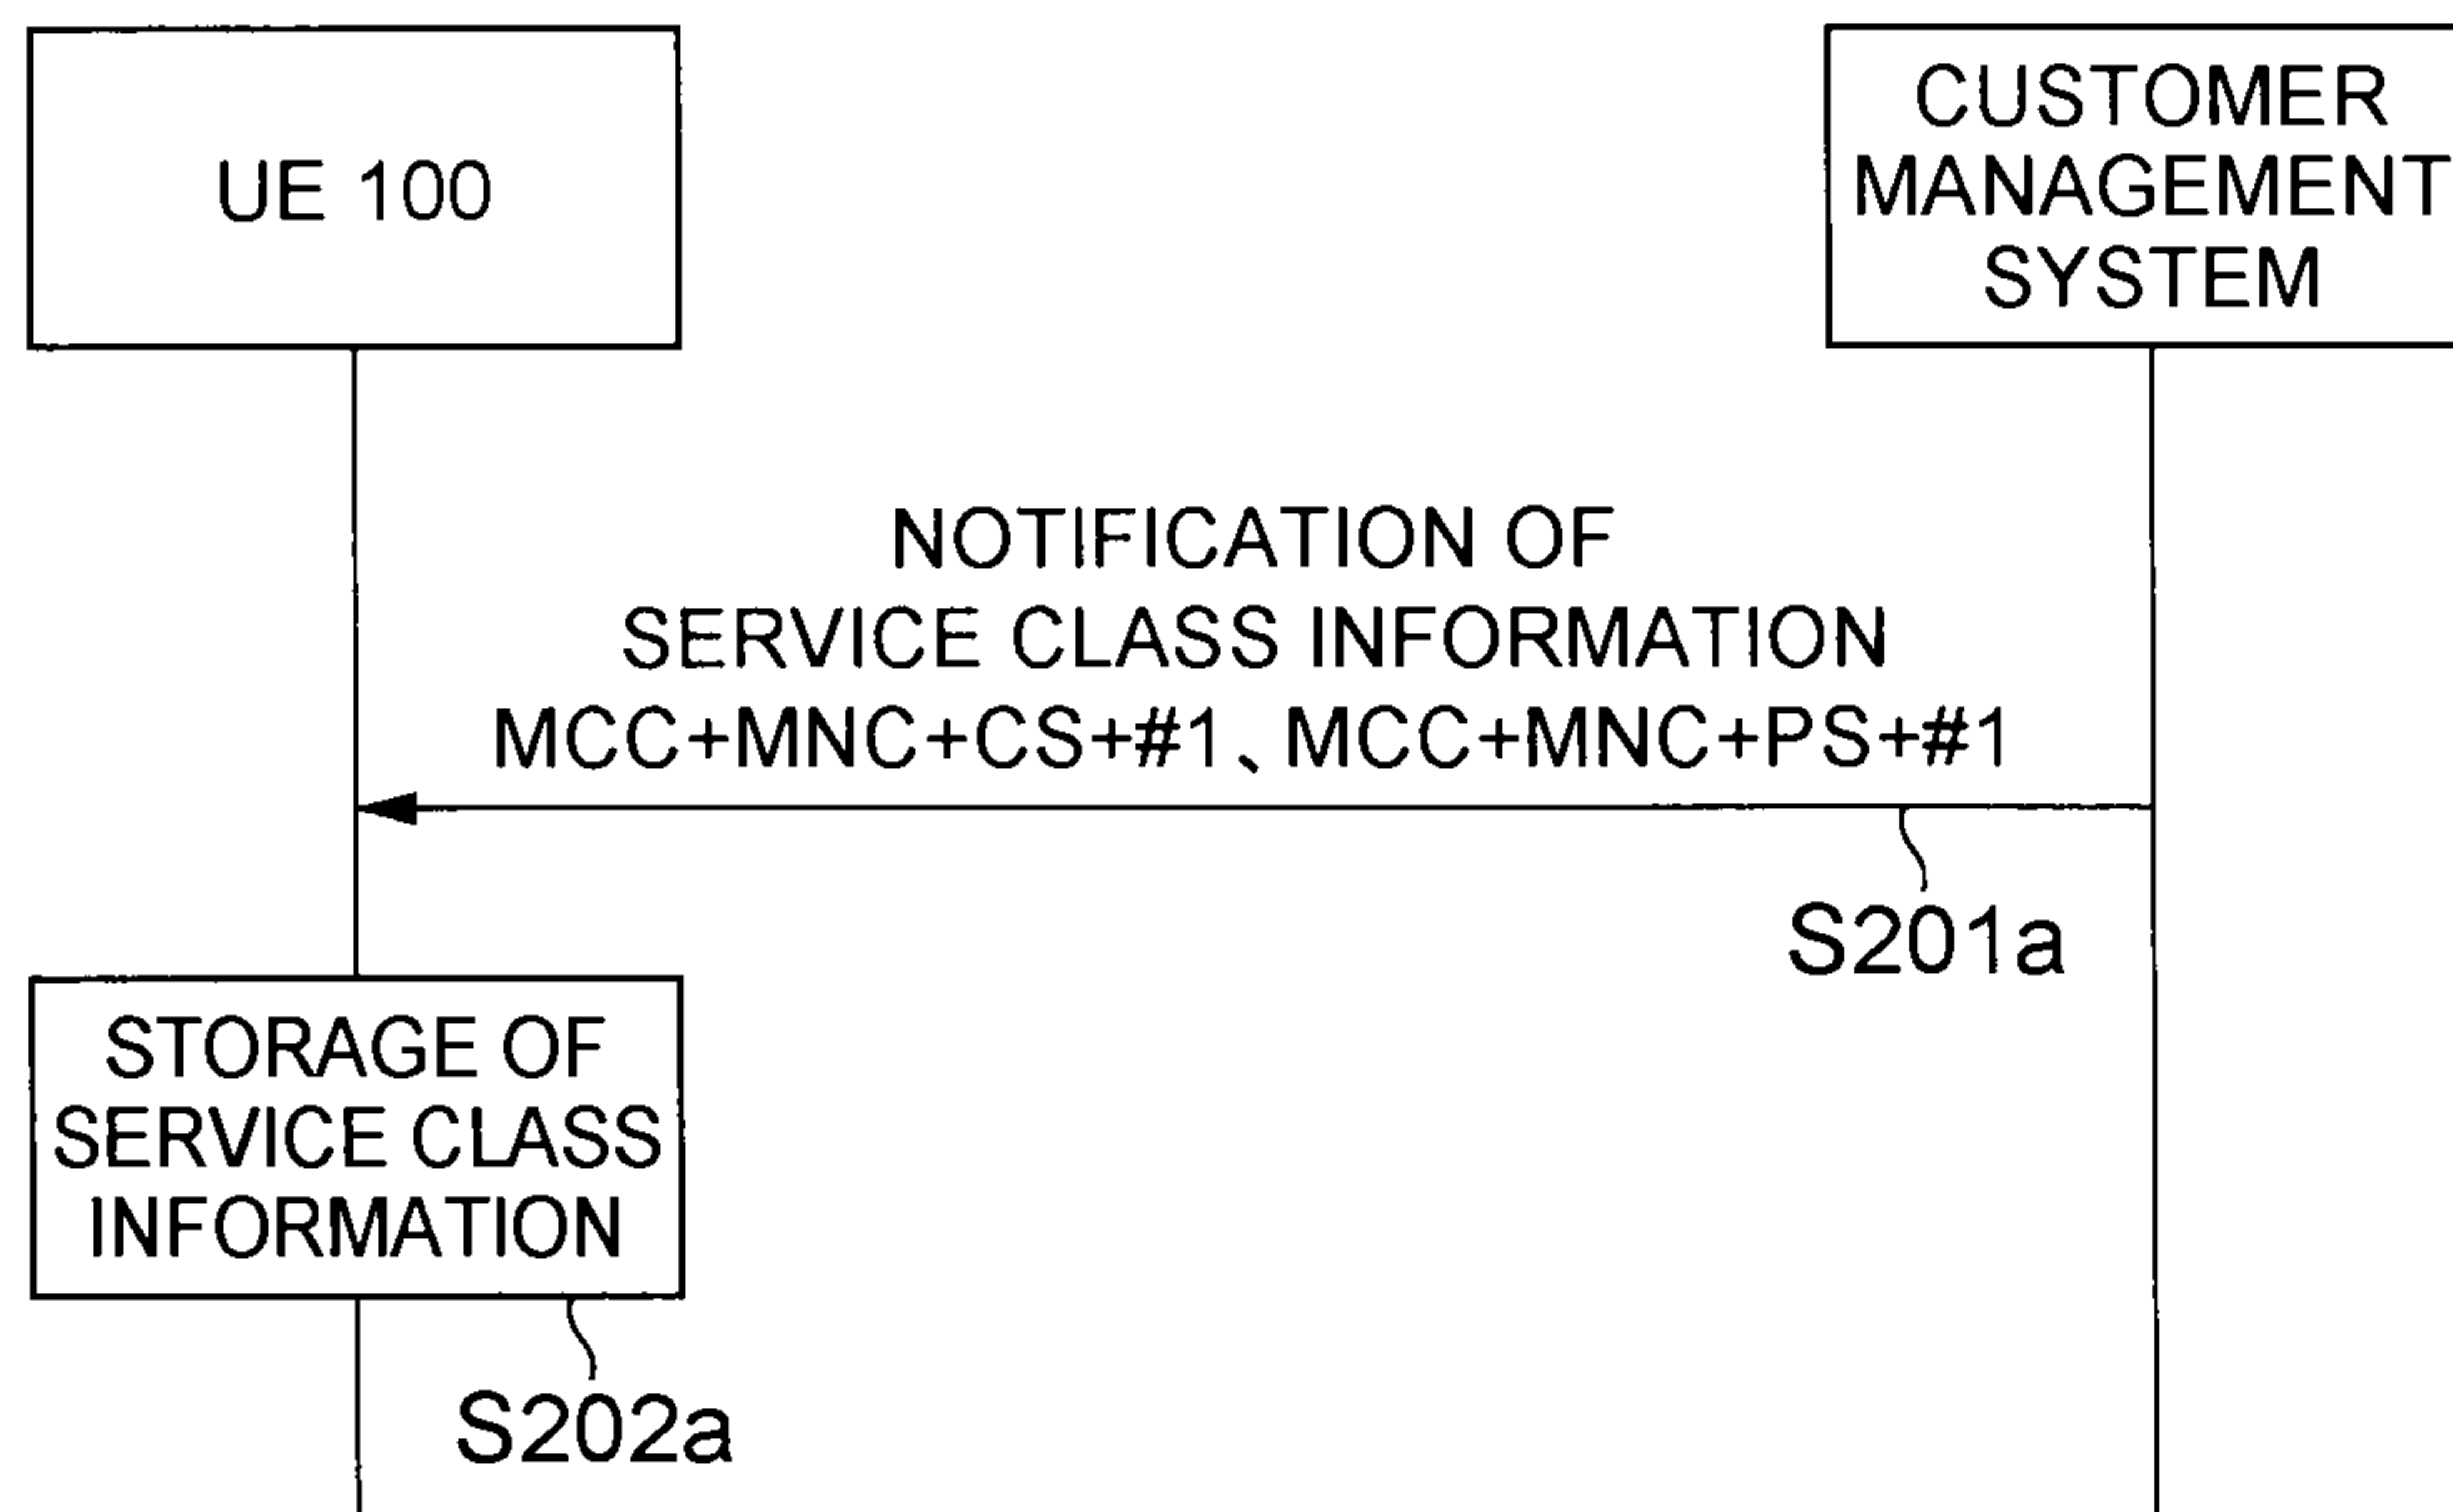 UE 100
CUSTOMER
MANAGEMENT
SYSTEM
NOTIFICATION OF
SERVICE CLASS INFORMATION
MCC+MNC+CS+#1、MCC+MNC+PS+#1
S201a
STORAGE OF
SERVICE CLASS
INFORMATION
S202a